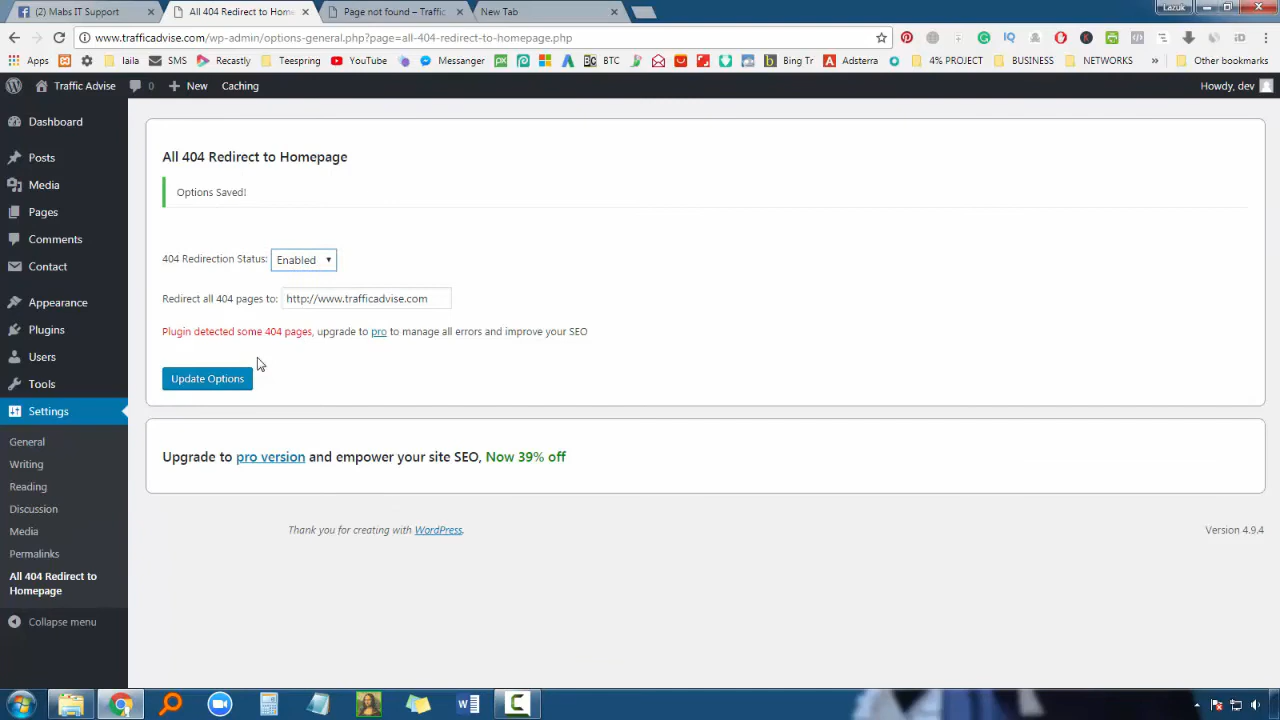 (2) Mabs IT Support
All 404 Redirect to Hom
Page not found – Traffic
New Tab
Lazuk
www.trafficadvise.com/wp-admin/options-general.php?page=all-404-redirect-to-homepage.php
Apps
laila
SMS
Recastly
Teespring
YouTube
Messenger
BTC
Bing Tr
Adsterra
4% PROJECT
BUSINESS
NETWORKS
»
Other bookmarks
Traffic Advise
0
New
Caching
Howdy, dev
Dashboard
Posts
Media
Pages
Comments
Contact
Appearance
Plugins
Users
Tools
Settings
General
Writing
Reading
Discussion
Media
Permalinks
All 404 Redirect to
Homepage
Collapse menu
All 404 Redirect to Homepage
Options Saved!
404 Redirection Status: Enabled
Redirect all 404 pages to: http://www.trafficadvise.com
Plugin detected some 404 pages, upgrade to pro to manage all errors and improve your SEO
Update Options
Upgrade to pro version and empower your site SEO, Now 39% off
Thank you for creating with WordPress.
Version 4.9.4